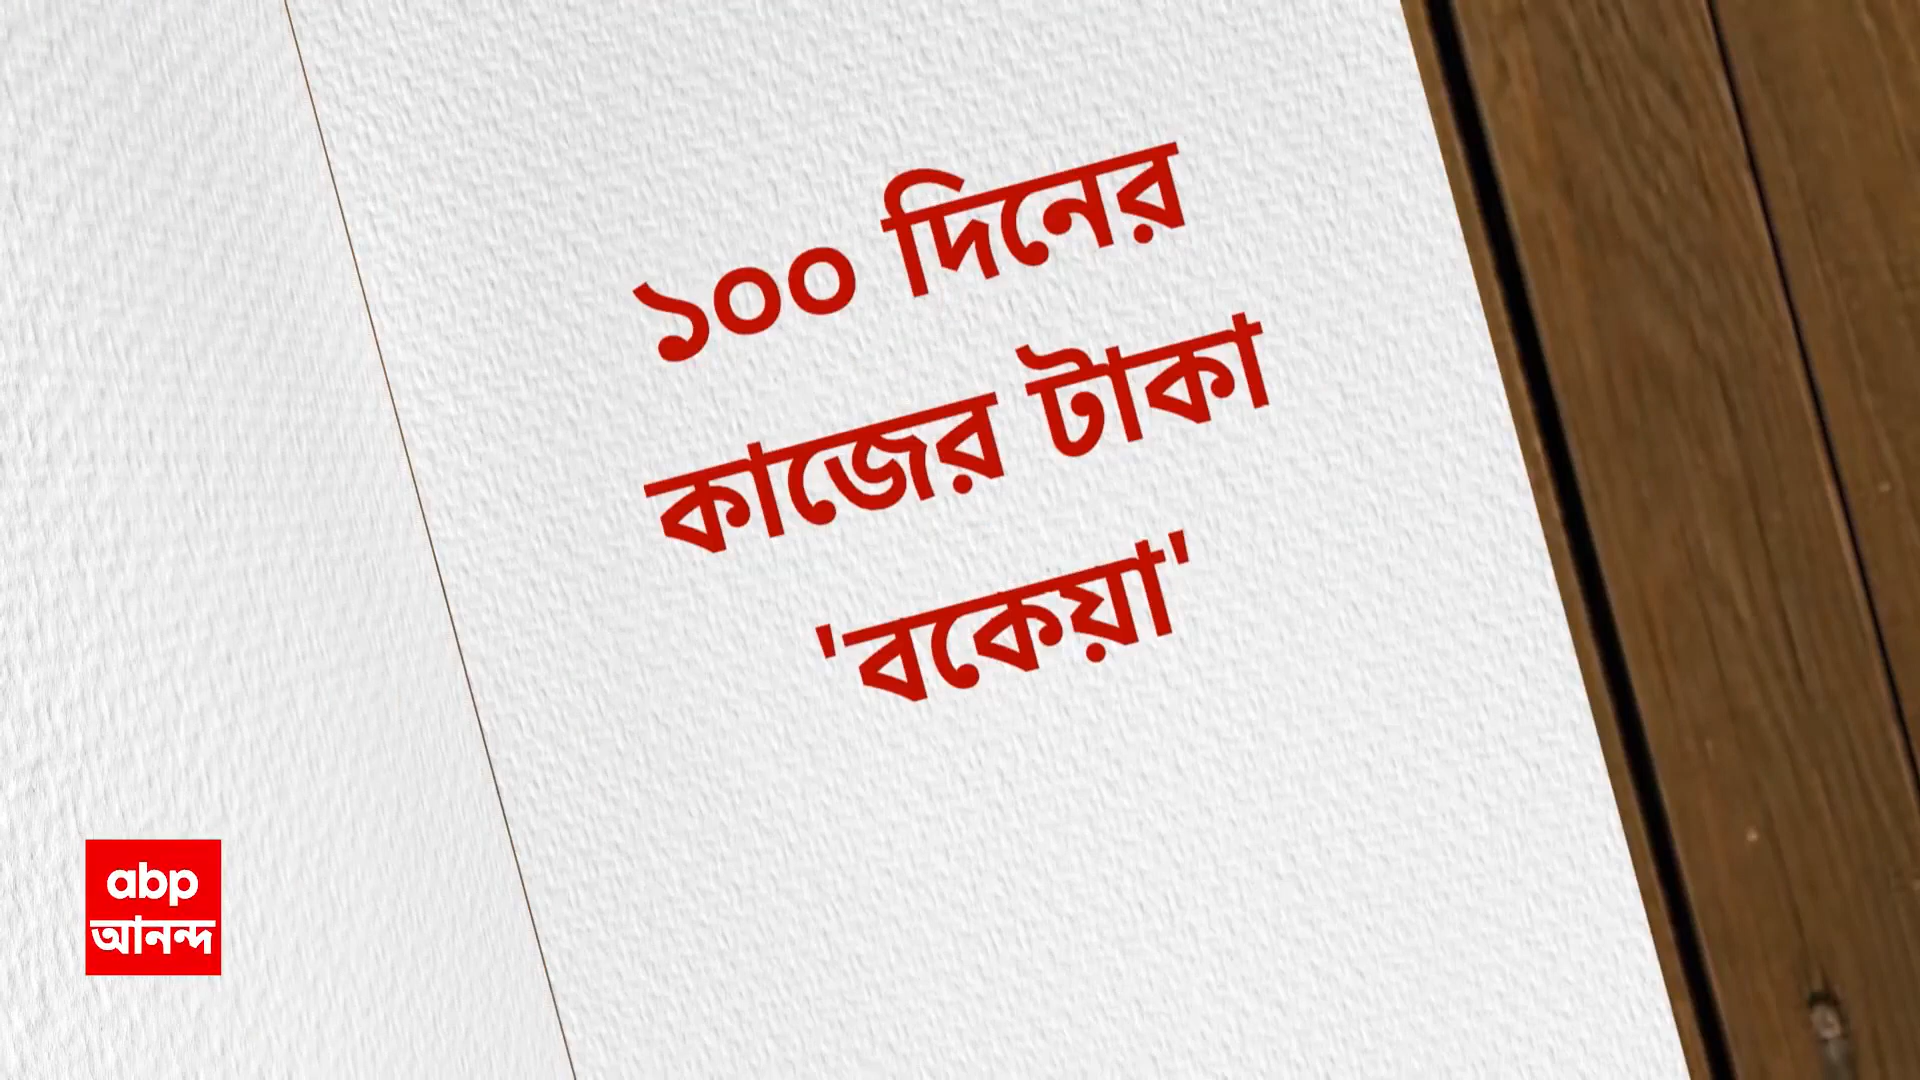 ১০০ দিনের
কাজের টাকা
'বকেয়া'
abp
আনন্দ